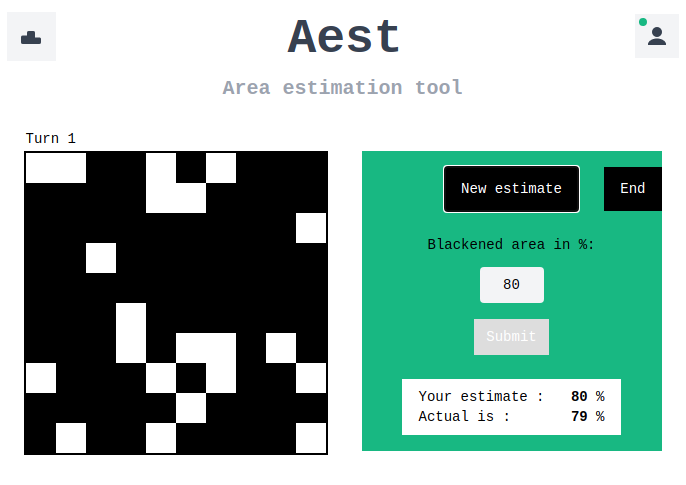 Aest
Area estimation tool
Turn 1
New estimate
End
Blackened area in %:
80
Submit
Your estimate : 80 %
Actual is : 79 %